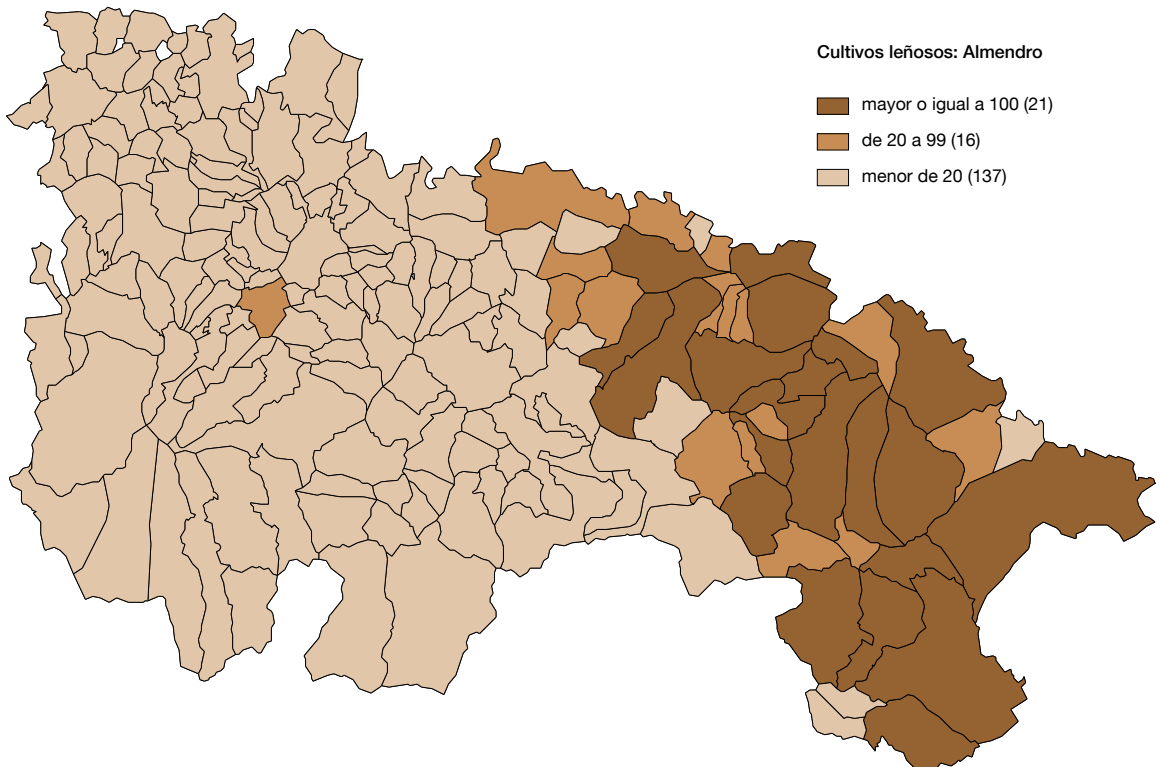 Cultivos leñosos: Almendro
mayor o igual a 100 (21)
de 20 a 99 (16)
menor de 20 (137)